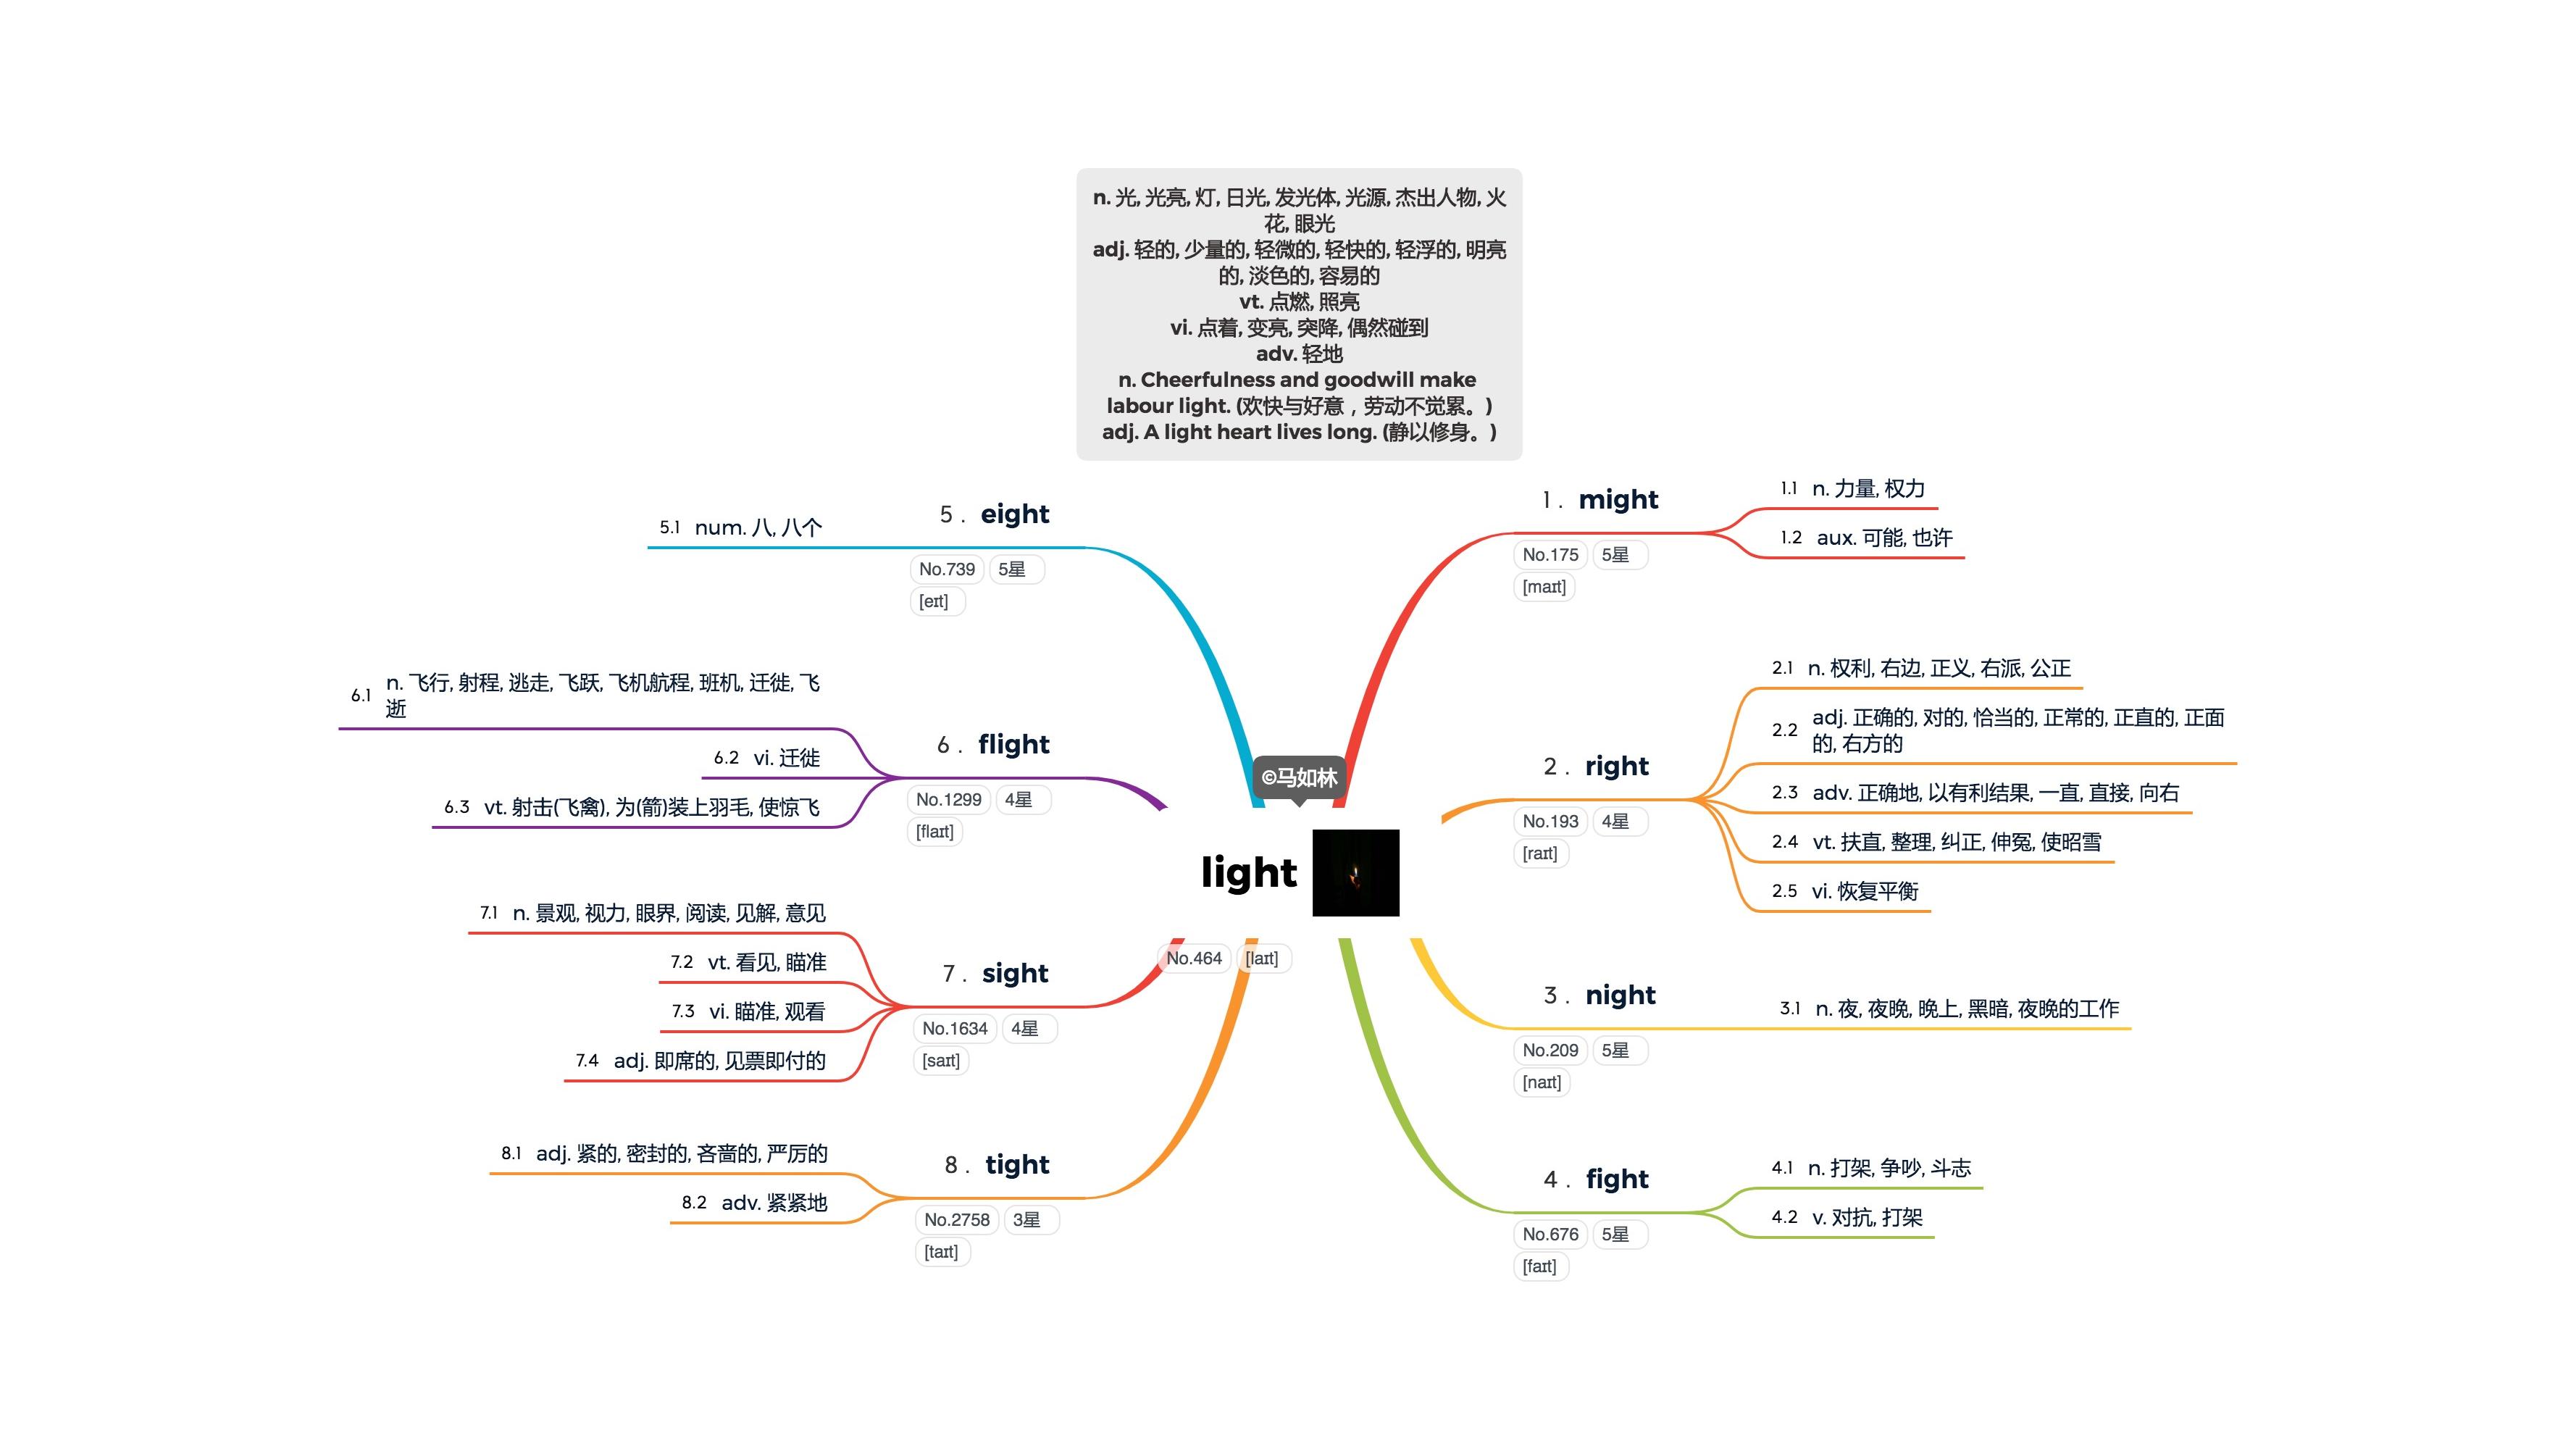 n. 光, 光亮, 灯, 日光, 发光体, 光源, 杰出人物, 火
花, 眼光
adj. 轻的, 少量的, 轻微的, 轻快的, 轻浮的, 明亮
的, 淡色的, 容易的
vt. 点燃, 照亮
vi. 点着, 变亮, 突降, 偶然碰到
adv. 轻地
n. Cheerfulness and goodwill make
labour light. (欢快与好意，劳动不觉累。)
adj. A light heart lives long. (静以修身。)
©马如林
light
No.464 [laɪt]
1. might
No.175 5星
[maɪt]
1.1 n. 力量, 权力
1.2 aux. 可能, 也许
2. right
No.193 4星
[raɪt]
2.1 n. 权利, 右边, 正义, 右派, 公正
2.2 adj. 正确的, 对的, 恰当的, 正常的, 正直的, 正面
的, 右方的
2.3 adv. 正确地, 以有利结果, 一直, 直接, 向右
2.4 vt. 扶直, 整理, 纠正, 伸冤, 使昭雪
2.5 vi. 恢复平衡
3. night
No.209 5星
[naɪt]
3.1 n. 夜, 夜晚, 晚上, 黑暗, 夜晚的工作
4. fight
No.676 5星
[faɪt]
4.1 n. 打架, 争吵, 斗志
4.2 v. 对抗, 打架
5. eight
No.739 5星
[eɪt]
5.1 num. 八, 八个
6. flight
No.1299 4星
[flaɪt]
6.1 n. 飞行, 射程, 逃走, 飞跃, 飞机航程, 班机, 迁徙, 飞
逝
6.2 vi. 迁徙
6.3 vt. 射击(飞禽), 为(箭)装上羽毛, 使惊飞
7. sight
No.1634 4星
[saɪt]
7.1 n. 景观, 视力, 眼界, 阅读, 见解, 意见
7.2 vt. 看见, 瞄准
7.3 vi. 瞄准, 观看
7.4 adj. 即席的, 见票即付的
8. tight
No.2758 3星
[taɪt]
8.1 adj. 紧的, 密封的, 吝啬的, 严厉的
8.2 adv. 紧紧地